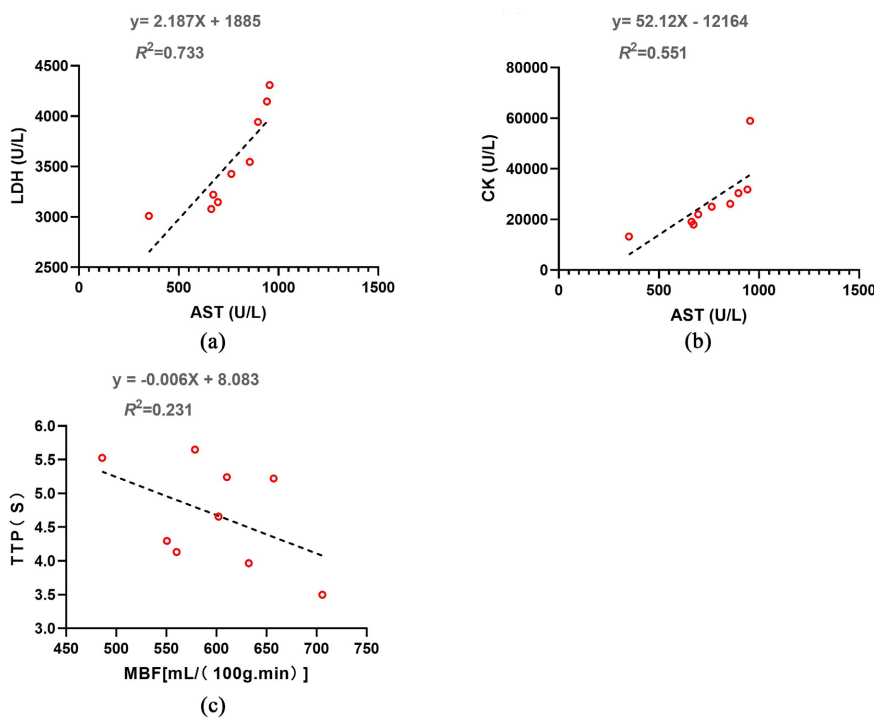 y= 2.187X + 1885
R²=0.733
4500
4000
3500
3000
2500
LDH (U/L)
0 500 1000 1500
AST (U/L)
(a)
y= 52.12X - 12164
R²=0.551
80000
60000
40000
20000
0
CK (U/L)
0 500 1000 1500
AST (U/L)
(b)
y = -0.006X + 8.083
R²=0.231
6.0
5.5
5.0
4.5
4.0
3.5
3.0
TTP( S)
450 500 550 600 650 700 750
MBF[mL/( 100g.min) ]
(c)